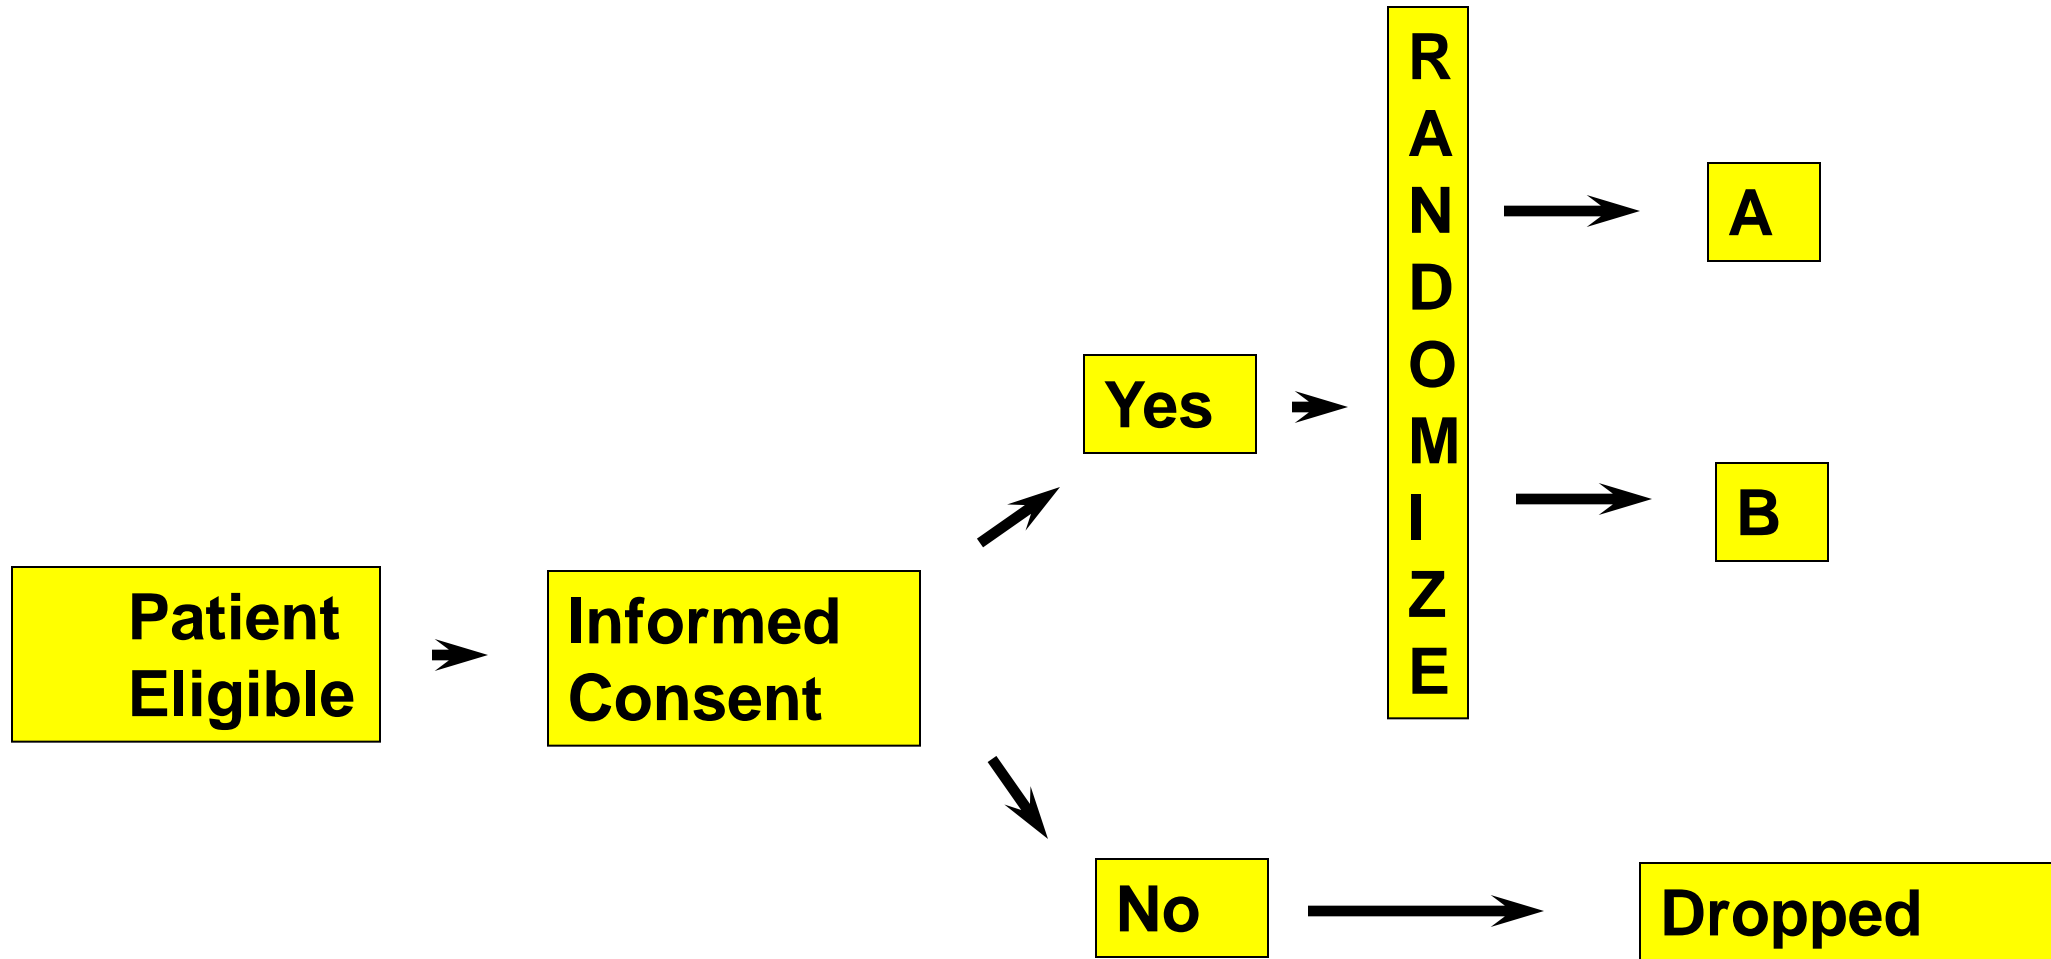 Patient
Eligible
Informed
Consent
Yes
R
A
N
D
O
M
I
Z
E
A
B
No
Dropped